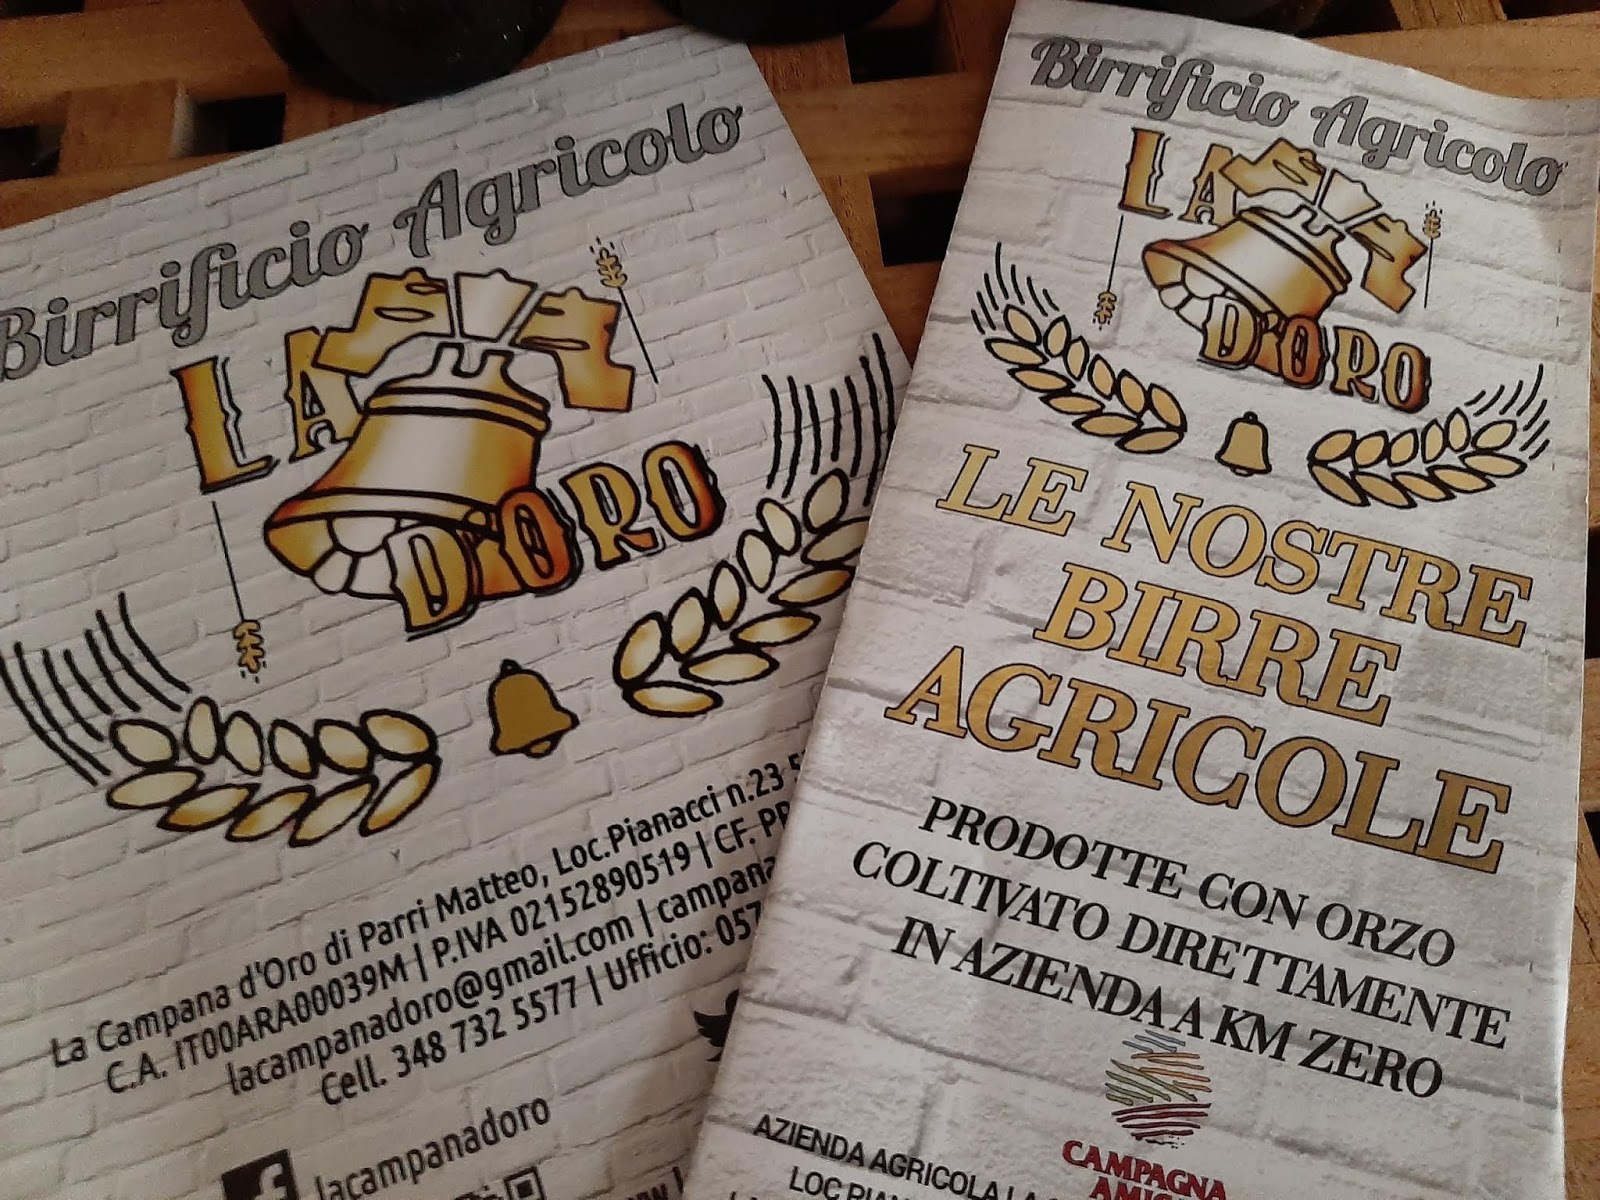 Birrificio Agricolo
LA
D'ORO
La Campana d'Oro di Parri Matteo, Loc.Pianacci n.23
C.A. IT00ARA00039M | P.IVA 02152890519 | CF.
lacampanadoro@gmail.com |
Cell. 348 732 5577 | Ufficio:
lacampanadoro
Birrificio Agricolo
LA
D'ORO
LE NOSTRE
BIRRE
AGRICOLE
PRODOTTE CON ORZO
COLTIVATO DIRETTAMENTE
IN AZIENDA A KM ZERO
CAMPAGNA
AZIENDA AGRICOLA
LOC